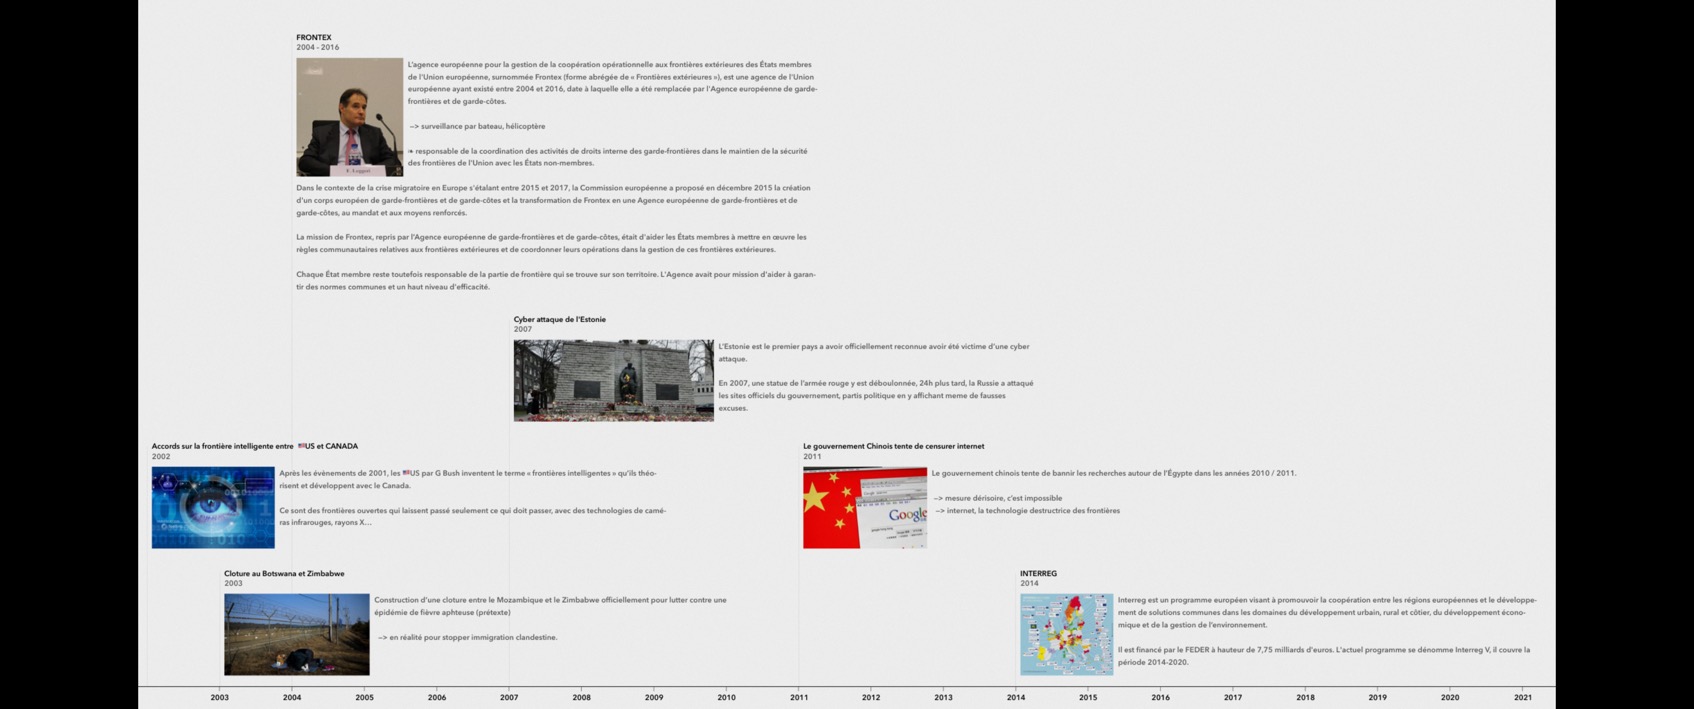 FRONTEX
2004 - 2016
L'agence européenne pour la gestion de la coopération opérationnelle aux frontières extérieures des États membres
de l'Union européenne, surnommée Frontex (forme abrégée de « Frontières extérieures »), est une agence de l'Union
européenne ayant existé entre 2004 et 2016, date à laquelle elle a été remplacée par l'Agence européenne de garde-
frontières et de garde-côtes.
--> surveillance par bateau, hélicoptère
responsable de la coordination des activités de droits interne des garde-frontières dans le maintien de la sécurité
des frontières de l'Union avec les États non-membres.
F. Leggeri
Dans le contexte de la crise migratoire en Europe s'étalant entre 2015 et 2017, la Commission européenne a proposé en décembre 2015 la création
d'un corps européen de garde-frontières et de garde-côtes et la transformation de Frontex en une Agence européenne de garde-frontières et de
garde-côtes, au mandat et aux moyens renforcés.
La mission de Frontex, repris par l'Agence européenne de garde-frontières et de garde-côtes, était d'aider les États membres à mettre en œuvre les
règles communautaires relatives aux frontières extérieures et de coordonner leurs opérations dans la gestion de ces frontières extérieures.
Chaque État membre reste toutefois responsable de la partie de frontière qui se trouve sur son territoire. L'Agence avait pour mission d'aider à garan-
tir des normes communes et un haut niveau d'efficacité.
Cyber attaque de l'Estonie
2007
L'Estonie est le premier pays a avoir officiellement reconnue avoir été victime d'une cyber
attaque.
En 2007, une statue de l'armée rouge y est déboulonnée, 24h plus tard, la Russie a attaqué
les sites officiels du gouvernement, partis politique en y affichant meme de fausses
excuses.
Accords sur la frontière intelligente entre 🇺🇸US et CANADA
2002
Après les évènements de 2001, les 🇺🇸US par G Bush inventent le terme « frontières intelligentes » qu'ils théo-
risent et développent avec le Canada.
Ce sont des frontières ouvertes qui laissent passé seulement ce qui doit passer, avec des technologies de camé-
ras infrarouges, rayons X...
Le gouvernement Chinois tente de censurer internet
2011
Le gouvernement chinois tente de bannir les recherches autour de l'Égypte dans les années 2010 / 2011.
--> mesure dérisoire, c'est impossible
--> internet, la technologie destructrice des frontières
Google
Cloture au Botswana et Zimbabwe
2003
Construction d'une cloture entre le Mozambique et le Zimbabwe officiellement pour lutter contre une
épidémie de fièvre aphteuse (prétexte)
--> en réalité pour stopper immigration clandestine.
INTERREG
2014
Interreg est un programme européen visant à promouvoir la coopération entre les régions européennes et le développe-
ment de solutions communes dans les domaines du développement urbain, rural et côtier, du développement écono-
mique et de la gestion de l'environnement.
Il est financé par le FEDER à hauteur de 7,75 milliards d'euros. L'actuel programme se dénomme Interreg V, il couvre la
période 2014-2020.
2003 2004 2005 2006 2007 2008 2009 2010 2011 2012 2013 2014 2015 2016 2017 2018 2019 2020 2021